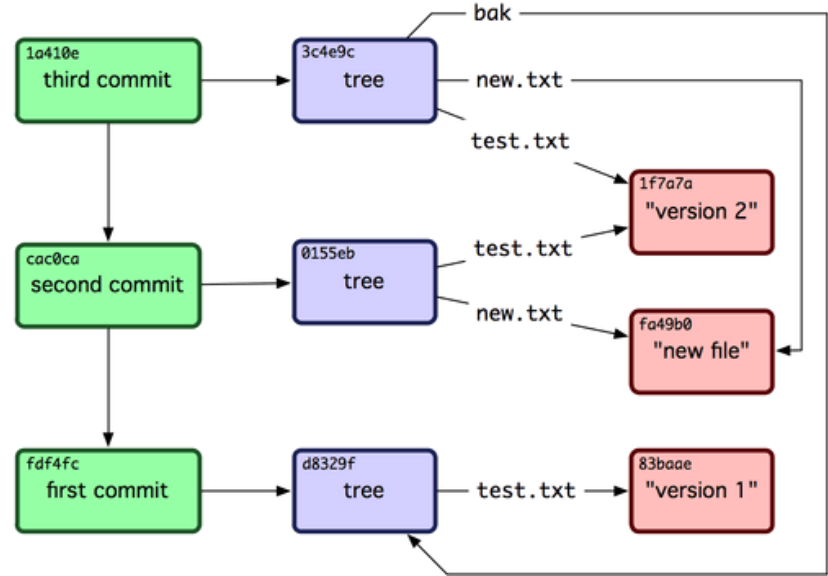 bak
1a410e
third commit
3c4e9c
tree
new.txt
test.txt
1f7a7a
"version 2"
cac0ca
second commit
0155eb
tree
test.txt
new.txt
fa49b0
"new file"
fdf4fc
first commit
d8329f
tree
test.txt
83baae
"version 1"